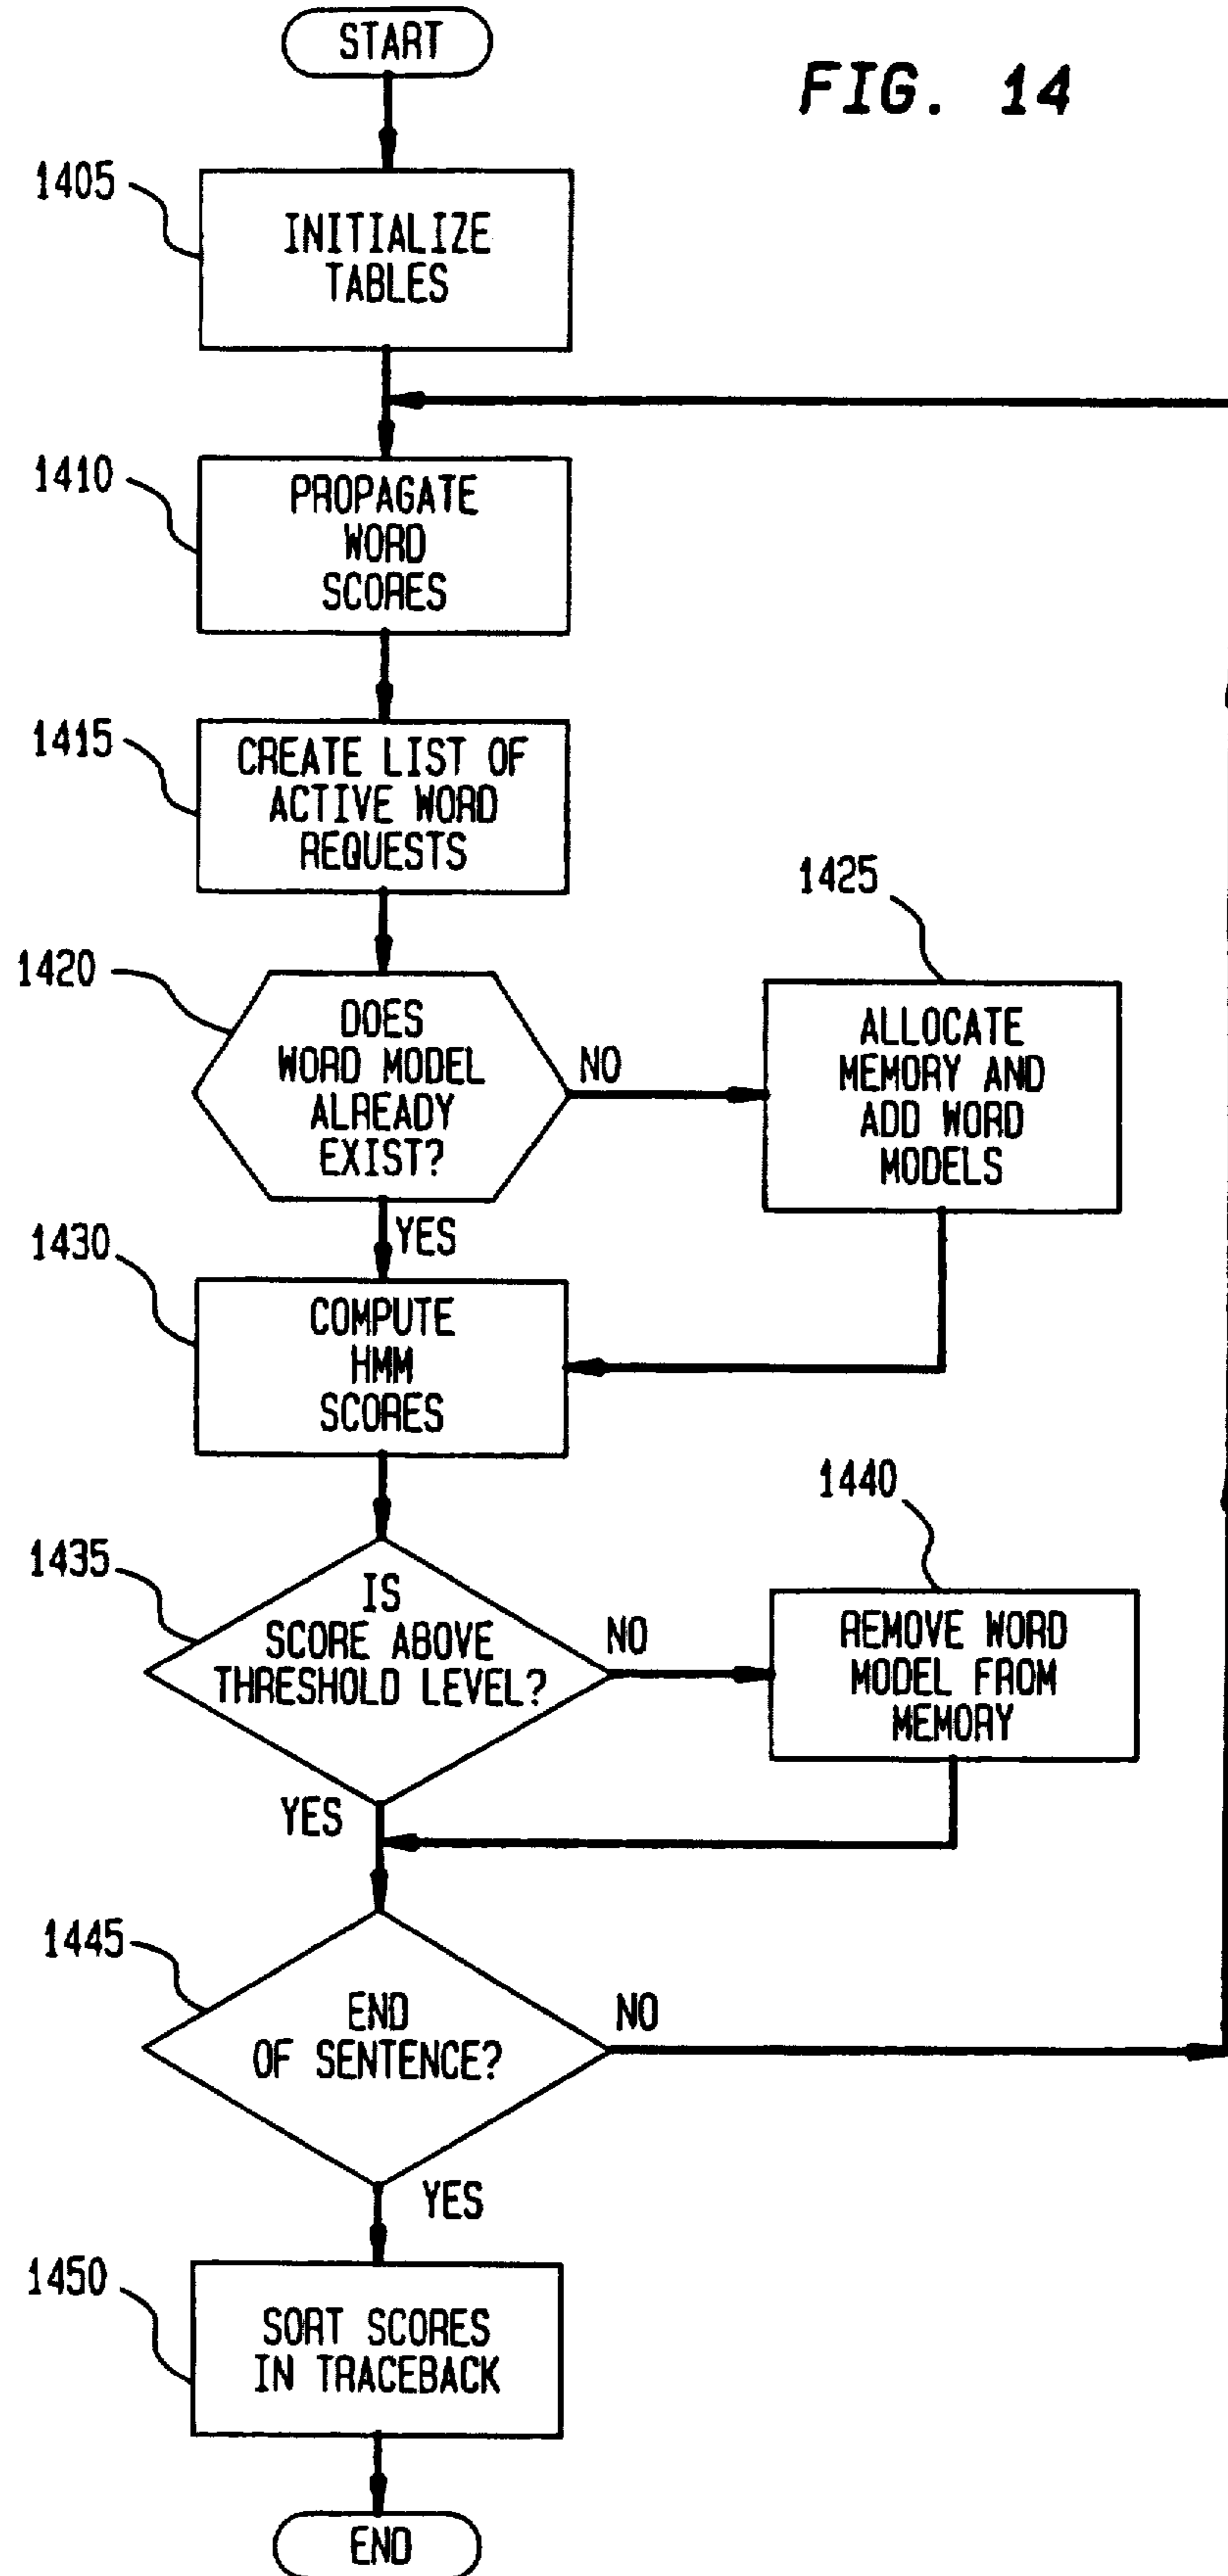 START
FIG. 14
1405
INITIALIZE
TABLES
1410
PROPAGATE
WORD
SCORES
1415
CREATE LIST OF
ACTIVE WORD
REQUESTS
1420
DOES
WORD MODEL
ALREADY
EXIST?
NO
1425
ALLOCATE
MEMORY AND
ADD WORD
MODELS
YES
1430
COMPUTE
HMM
SCORES
1435
IS
SCORE ABOVE
THRESHOLD LEVEL?
NO
1440
REMOVE WORD
MODEL FROM
MEMORY
YES
1445
END
OF SENTENCE?
NO
YES
1450
SORT SCORES
IN TRACEBACK
END